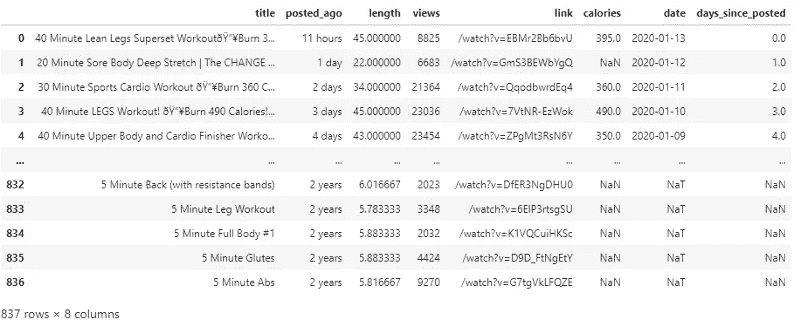 title posted_ago length views link calories date days_since_posted
0 40 Minute Lean Legs Superset Workoutðϔ¥Burn 3... 11 hours 45.000000 8825 /watch?v=EBMr2Bb6bvU 395.0 2020-01-13 0.0
1 20 Minute Sore Body Deep Stretch | The CHANGE ... 1 day 22.000000 6683 /watch?v=GmS3BEWbYgQ NaN 2020-01-12 1.0
2 30 Minute Sports Cardio Workout ðŸ”¥Burn 360 C... 2 days 34.000000 21364 /watch?v=QqodbwrdEq4 360.0 2020-01-11 2.0
3 40 Minute LEGS Workout! ðŸ”¥Burn 490 Calories!... 3 days 45.000000 23036 /watch?v=7VtNR-EzWok 490.0 2020-01-10 3.0
4 40 Minute Upper Body and Cardio Finisher Worko... 4 days 43.000000 23454 /watch?v=ZPgMt3RsN6Y 350.0 2020-01-09 4.0
... ... ... ... ... ... ... ... ...
832 5 Minute Back (with resistance bands) 2 years 6.016667 2023 /watch?v=DfER3NgDHU0 NaN NaT NaN
833 5 Minute Leg Workout 2 years 5.783333 3348 /watch?v=6EIP3rtsgSU NaN NaT NaN
834 5 Minute Full Body #1 2 years 5.883333 2032 /watch?v=K1VQCuiHKSc NaN NaT NaN
835 5 Minute Glutes 2 years 5.883333 4424 /watch?v=D9D_FtNgEtY NaN NaT NaN
836 5 Minute Abs 2 years 5.816667 9270 /watch?v=G7tgVkLFQZE NaN NaT NaN
837 rows × 8 columns